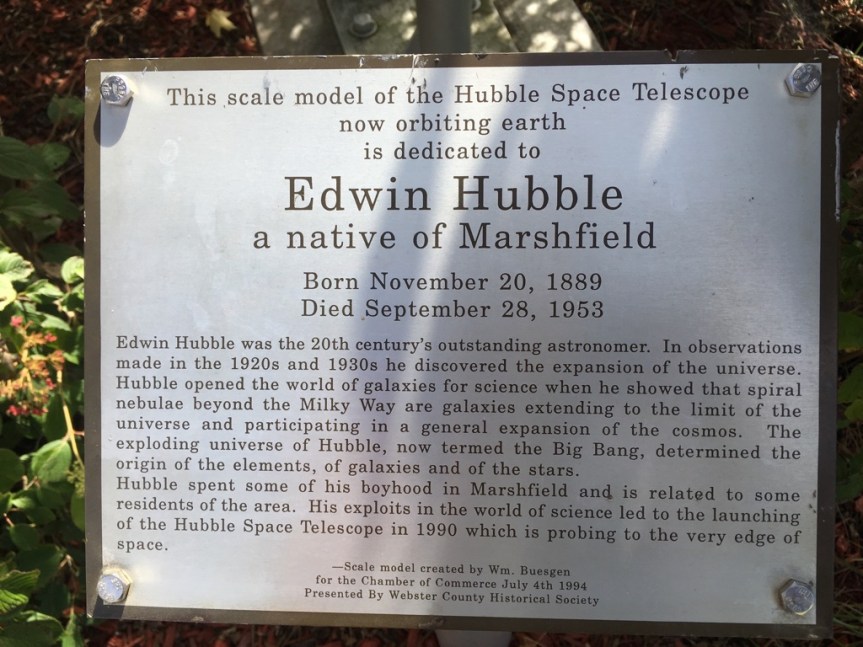 This scale model of the Hubble Space Telescope
now orbiting earth
is dedicated to
Edwin Hubble
a native of Marshfield
Born November 20, 1889
Died September 28, 1953
Edwin Hubble was the 20th century's outstanding astronomer. In observations
made in the 1920s and 1930s he discovered the expansion of the universe.
Hubble opened the world of galaxies for science when he showed that spiral
nebulae beyond the Milky Way are galaxies extending to the limit of the
universe and participating in a general expansion of the cosmos. The
exploding universe of Hubble, now termed the Big Bang, determined the
origin of the elements, of galaxies and of the stars.
Hubble spent some of his boyhood in Marshfield and is related to some
residents of the area. His exploits in the world of science led to the launching
of the Hubble Space Telescope in 1990 which is probing to the very edge of
space.
—Scale model created by Wm. Buesgen
for the Chamber of Commerce July 4th 1994
Presented By Webster County Historical Society